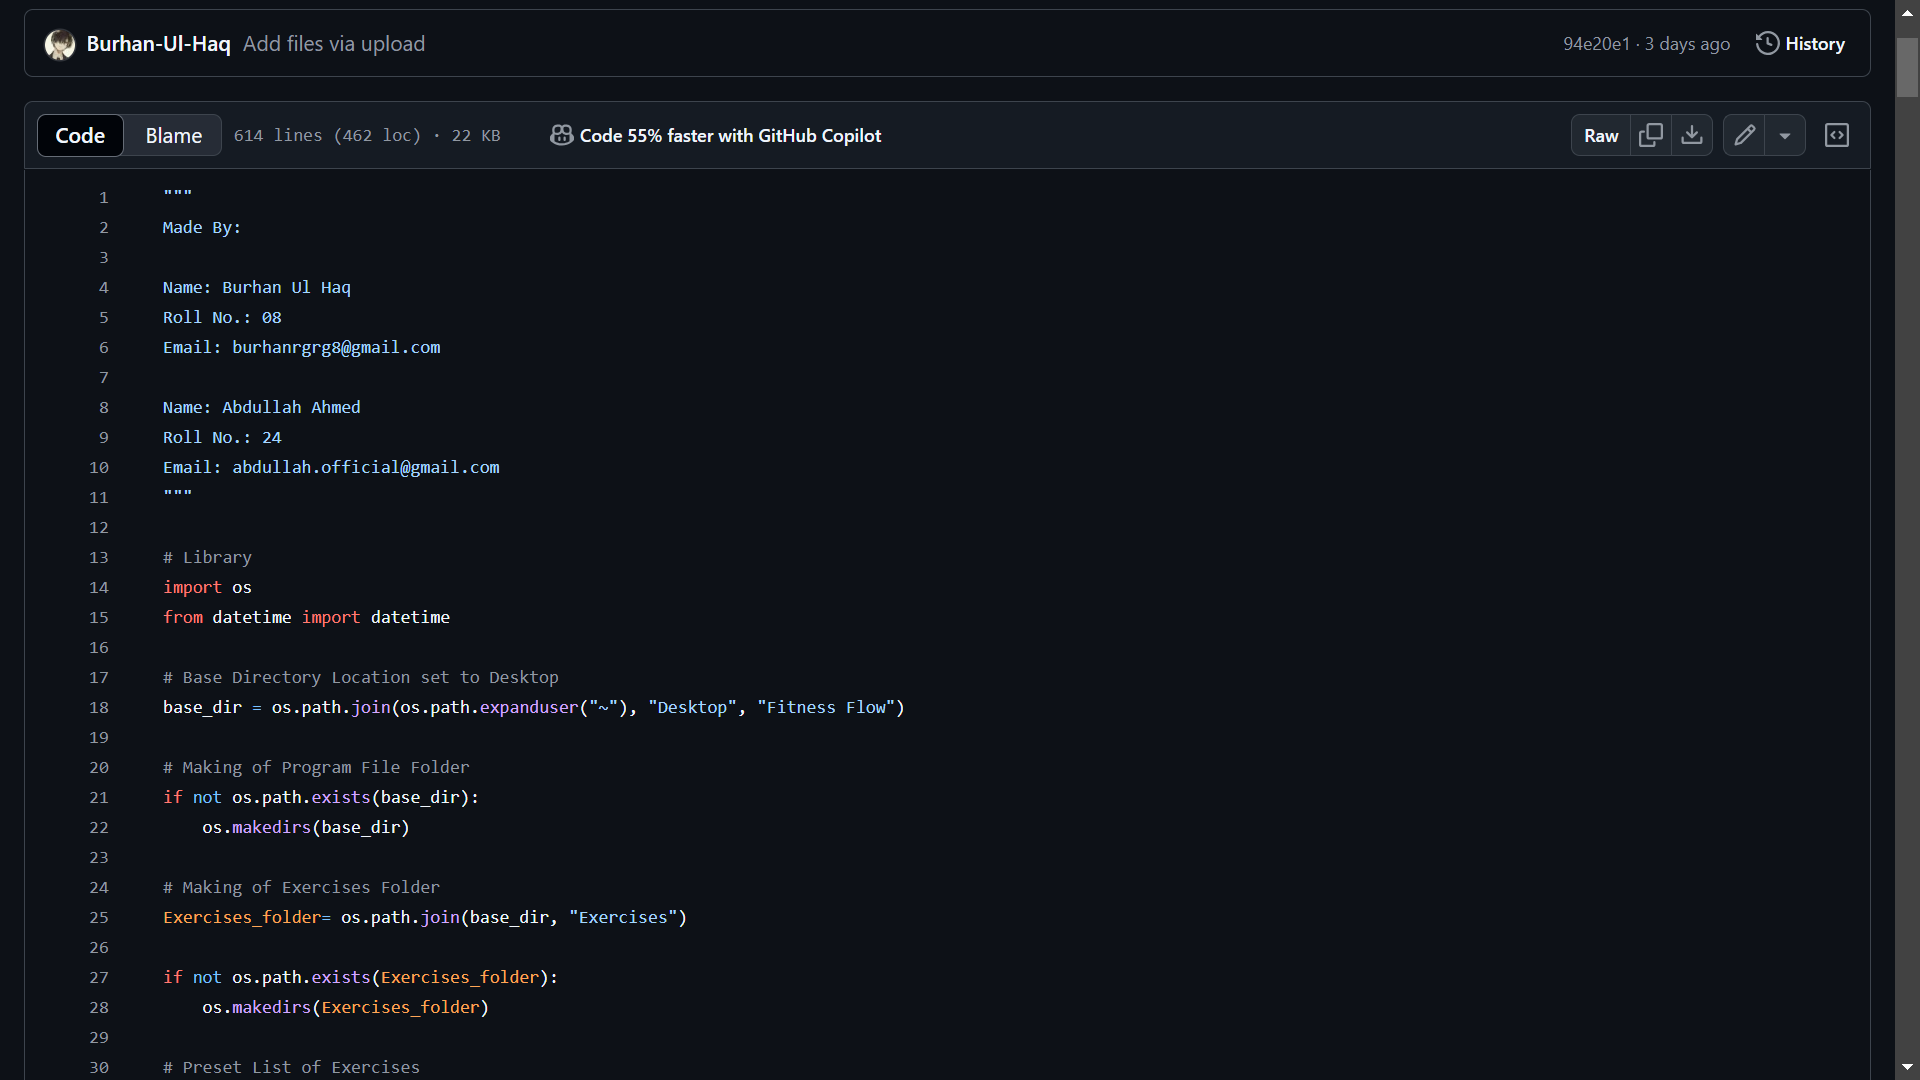 Burhan-Ul-Haq Add files via upload 94e20e1 · 3 days ago History
Code Blame 614 lines (462 loc) · 22 KB Code 55% faster with GitHub Copilot Raw
1 """
2 Made By:
3
4 Name: Burhan Ul Haq
5 Roll No.: 08
6 Email: burhanrgrg8@gmail.com
7
8 Name: Abdullah Ahmed
9 Roll No.: 24
10 Email: abdullah.official@gmail.com
11 """
12
13 # Library
14 import os
15 from datetime import datetime
16
17 # Base Directory Location set to Desktop
18 base_dir = os.path.join(os.path.expanduser("~"), "Desktop", "Fitness Flow")
19
20 # Making of Program File Folder
21 if not os.path.exists(base_dir):
22     os.makedirs(base_dir)
23
24 # Making of Exercises Folder
25 Exercises_folder= os.path.join(base_dir, "Exercises")
26
27 if not os.path.exists(Exercises_folder):
28     os.makedirs(Exercises_folder)
29
30 # Preset List of Exercises